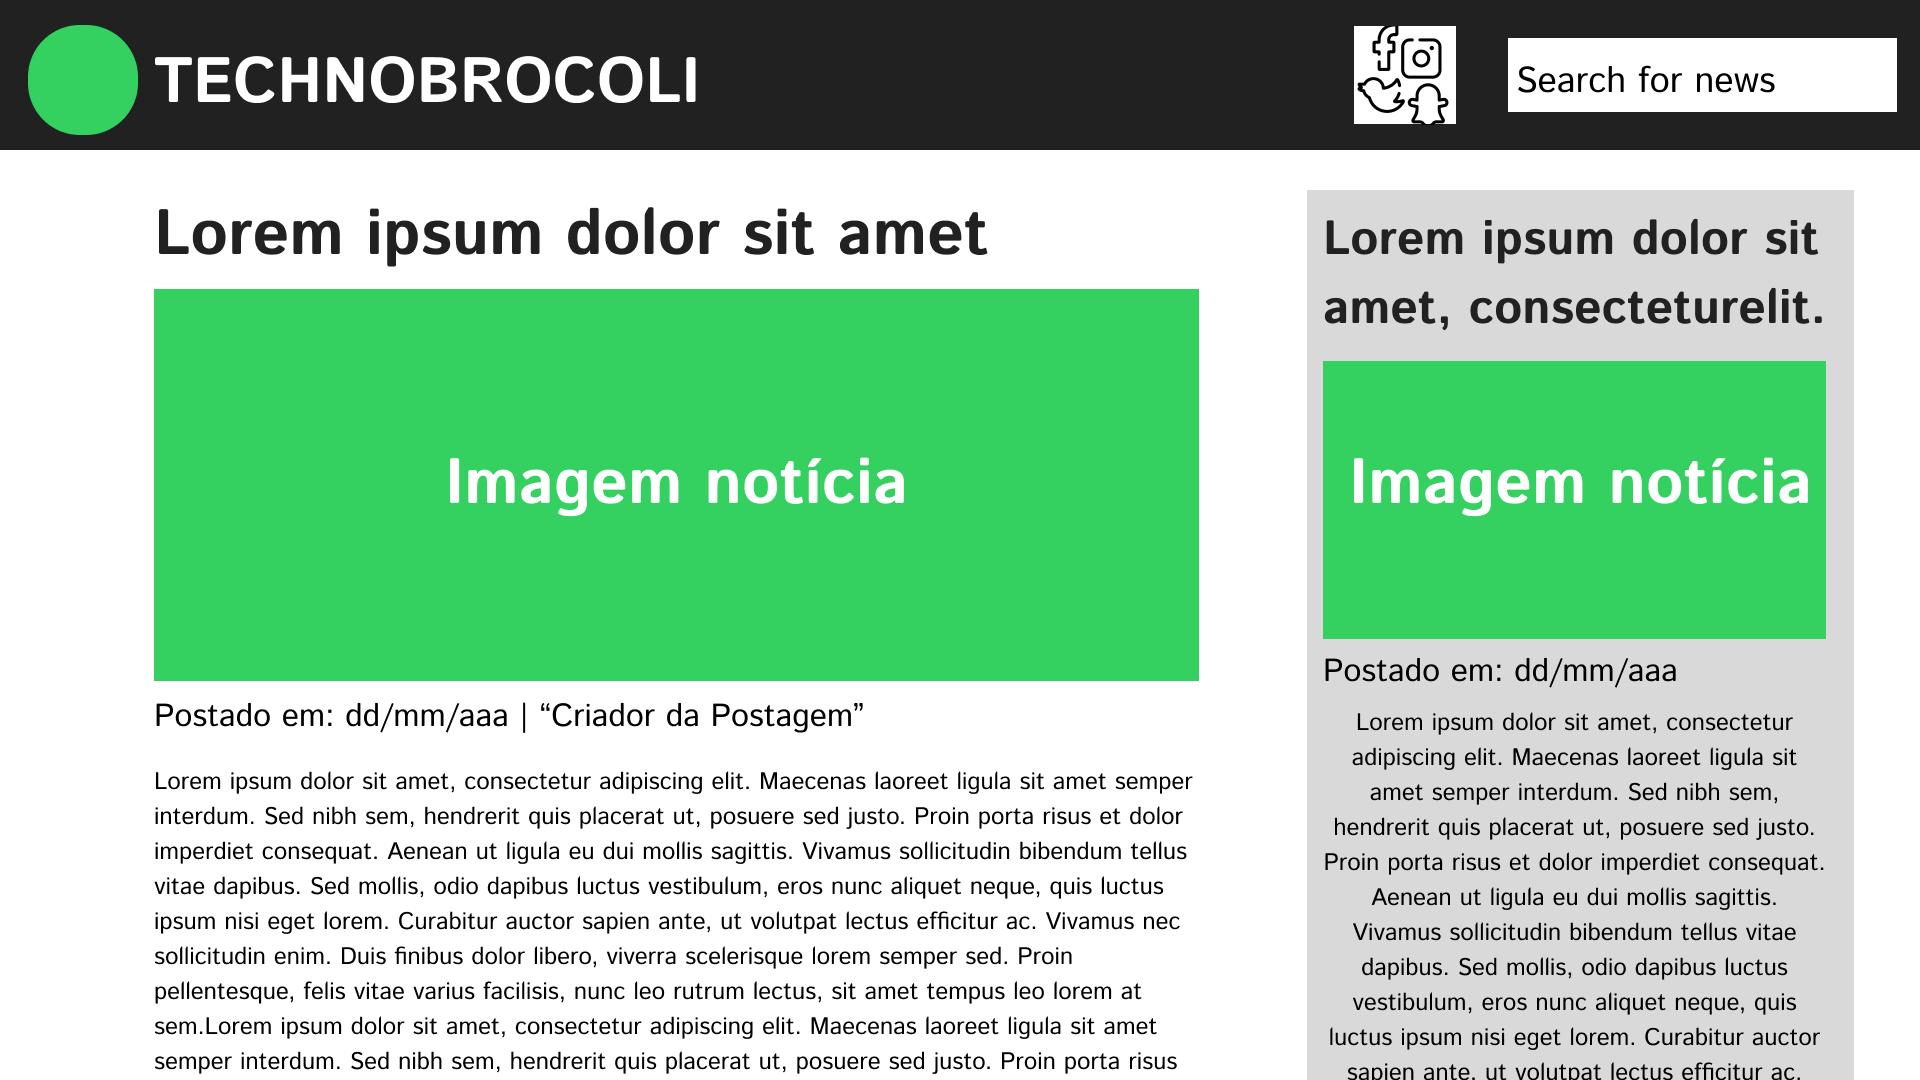 TECHNOBROCOLI
Search for news
Lorem ipsum dolor sit amet
Imagem notícia
Postado em: dd/mm/aaa | “Criador da Postagem”
Lorem ipsum dolor sit amet, consectetur adipiscing elit. Maecenas laoreet ligula sit amet semper
interdum. Sed nibh sem, hendrerit quis placerat ut, posuere sed justo. Proin porta risus et dolor
imperdiet consequat. Aenean ut ligula eu dui mollis sagittis. Vivamus sollicitudin bibendum tellus
vitae dapibus. Sed mollis, odio dapibus luctus vestibulum, eros nunc aliquet neque, quis luctus
ipsum nisi eget lorem. Curabitur auctor sapien ante, ut volutpat lectus efficitur ac. Vivamus nec
sollicitudin enim. Duis finibus dolor libero, viverra scelerisque lorem semper sed. Proin
pellentesque, felis vitae varius facilisis, nunc leo rutrum lectus, sit amet tempus leo lorem at
sem.Lorem ipsum dolor sit amet, consectetur adipiscing elit. Maecenas laoreet ligula sit amet
semper interdum. Sed nibh sem, hendrerit quis placerat ut, posuere sed justo. Proin porta risus
Lorem ipsum dolor sit
amet, consecteturelit.
Imagem notícia
Postado em: dd/mm/aaa
Lorem ipsum dolor sit amet, consectetur
adipiscing elit. Maecenas laoreet ligula sit
amet semper interdum. Sed nibh sem,
hendrerit quis placerat ut, posuere sed justo.
Proin porta risus et dolor imperdiet consequat.
Aenean ut ligula eu dui mollis sagittis.
Vivamus sollicitudin bibendum tellus vitae
dapibus. Sed mollis, odio dapibus luctus
vestibulum, eros nunc aliquet neque, quis
luctus ipsum nisi eget lorem. Curabitur auctor
sapien ante, ut volutpat lectus efficitur ac.